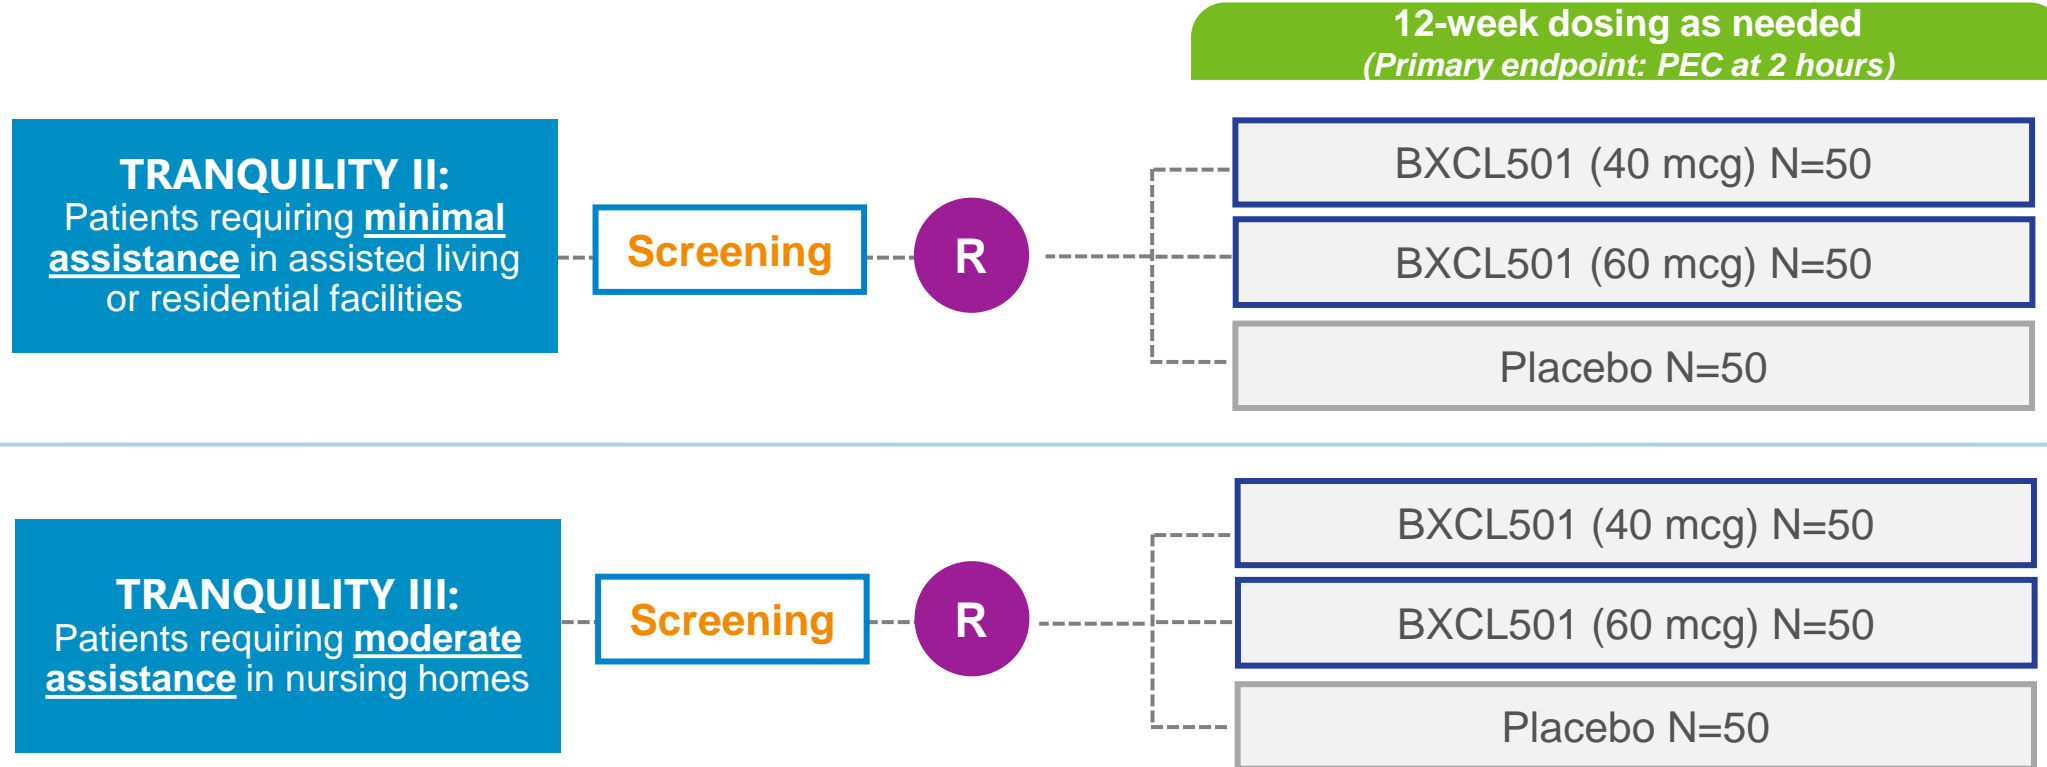 12-week dosing as needed
(Primary endpoint: PEC at 2 hours)
TRANQUILITY II:
Patients requiring minimal
assistance in assisted living
or residential facilities
Screening
R
BXCL501 (40 mcg) N=50
BXCL501 (60 mcg) N=50
Placebo N=50
TRANQUILITY III:
Patients requiring moderate
assistance in nursing homes
Screening
R
BXCL501 (40 mcg) N=50
BXCL501 (60 mcg) N=50
Placebo N=50